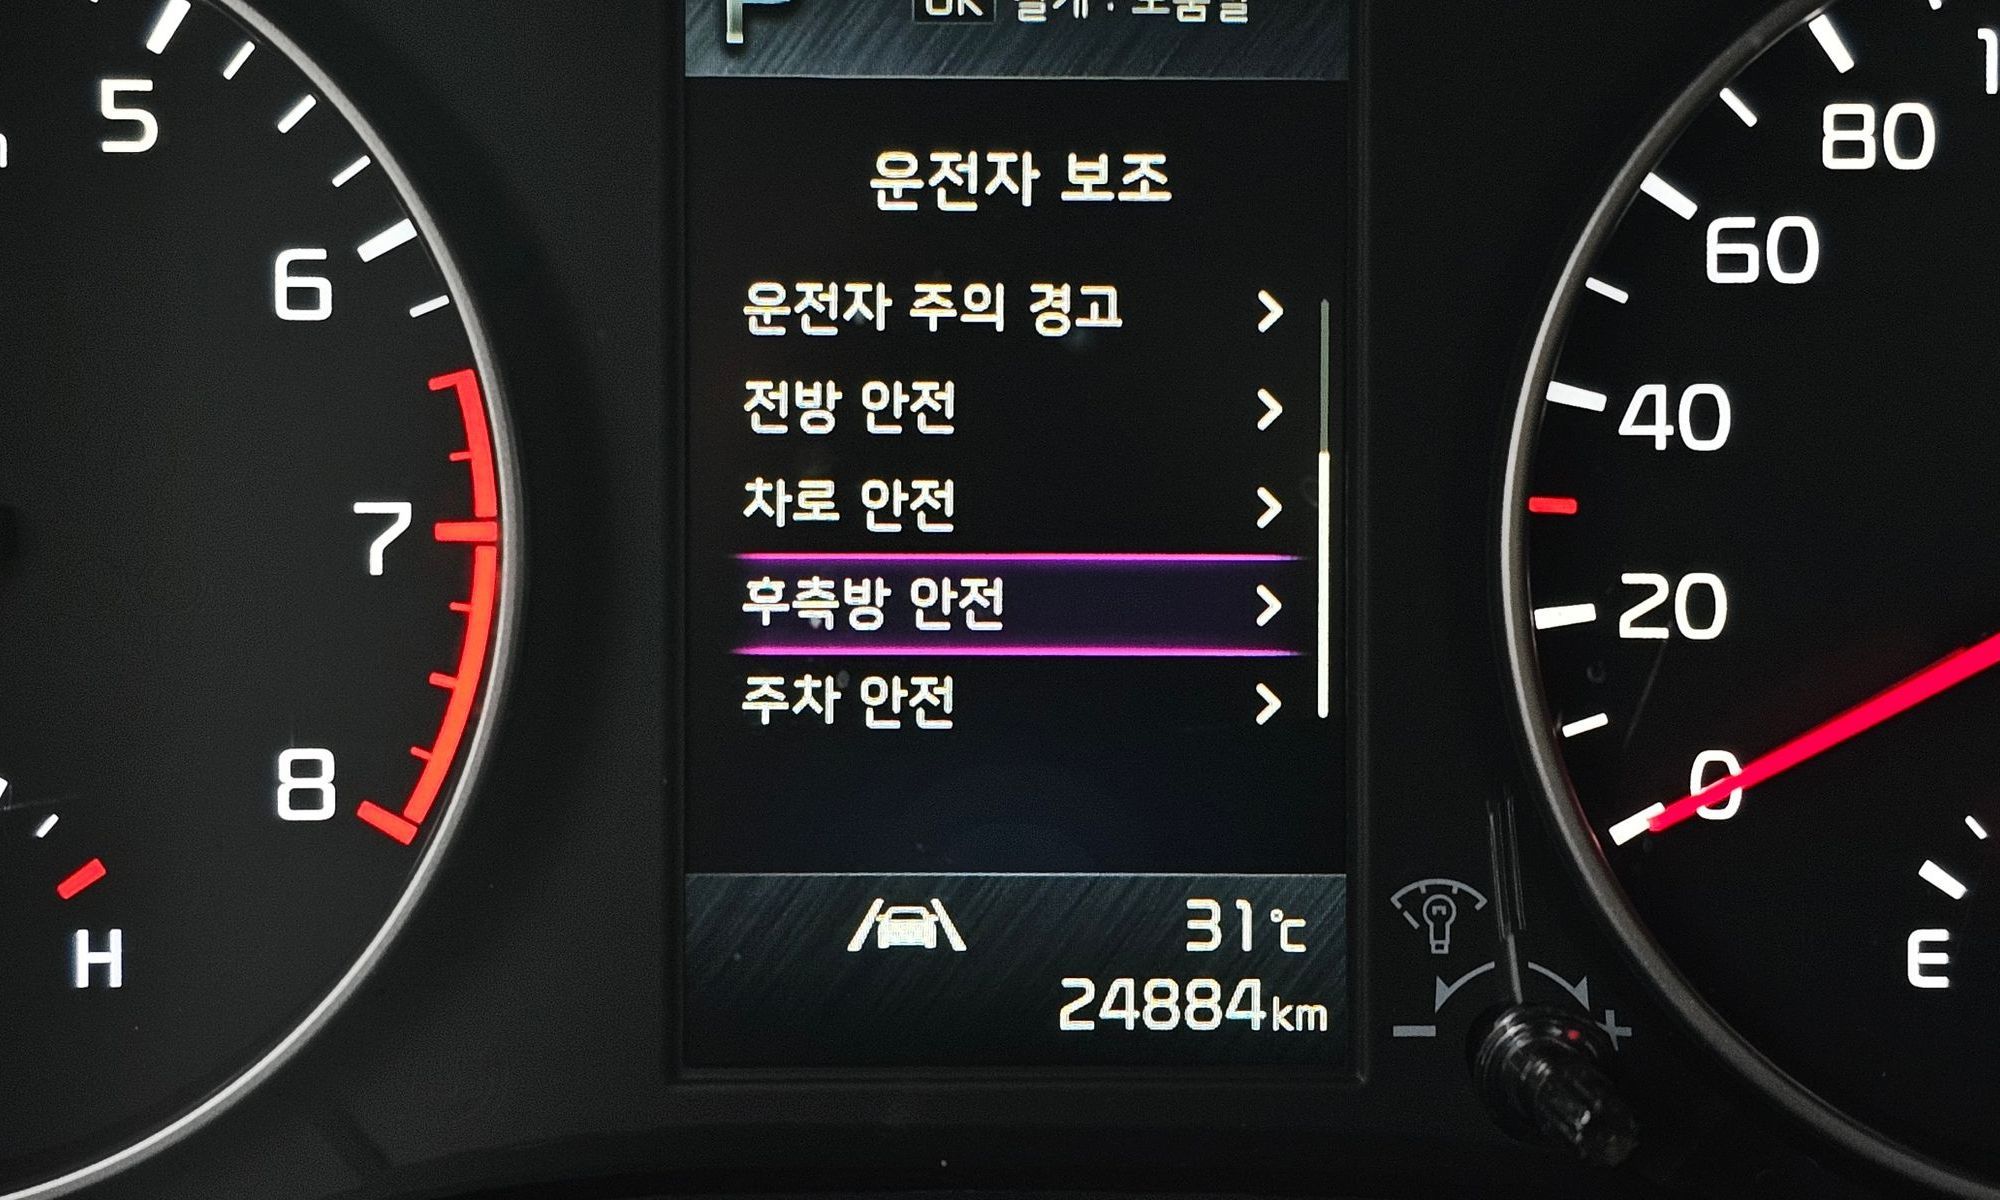 운전자 보조
운전자 주의 경고
전방 안전
차로 안전
후측방 안전
주차 안전
31℃
24884km
5
6
7
8
H
80
60
40
20
0
E
- +